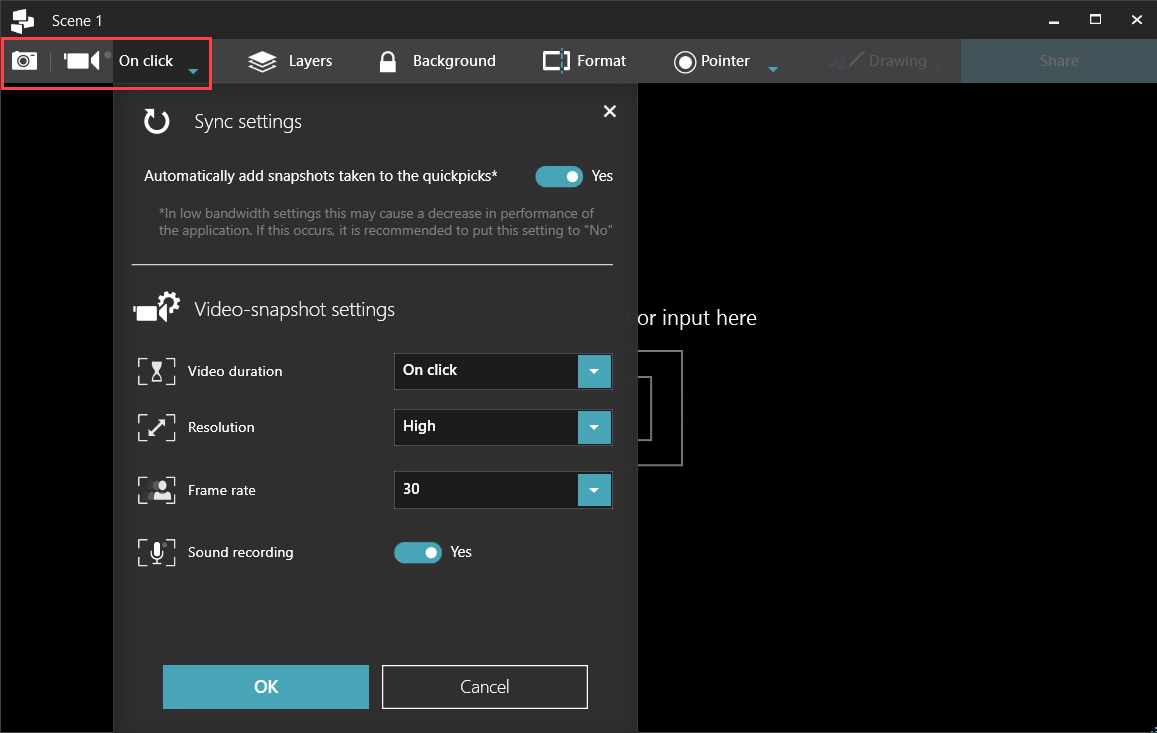 Scene 1
On click
Layers
Background
Format
Pointer
Drawing
Share
Sync settings
Automatically add snapshots taken to the quickpicks*
Yes
*In low bandwidth settings this may cause a decrease in performance of
the application. If this occurs, it is recommended to put this setting to "No"
Video-snapshot settings
or input here
Video duration
On click
Resolution
High
Frame rate
30
Sound recording
Yes
OK
Cancel